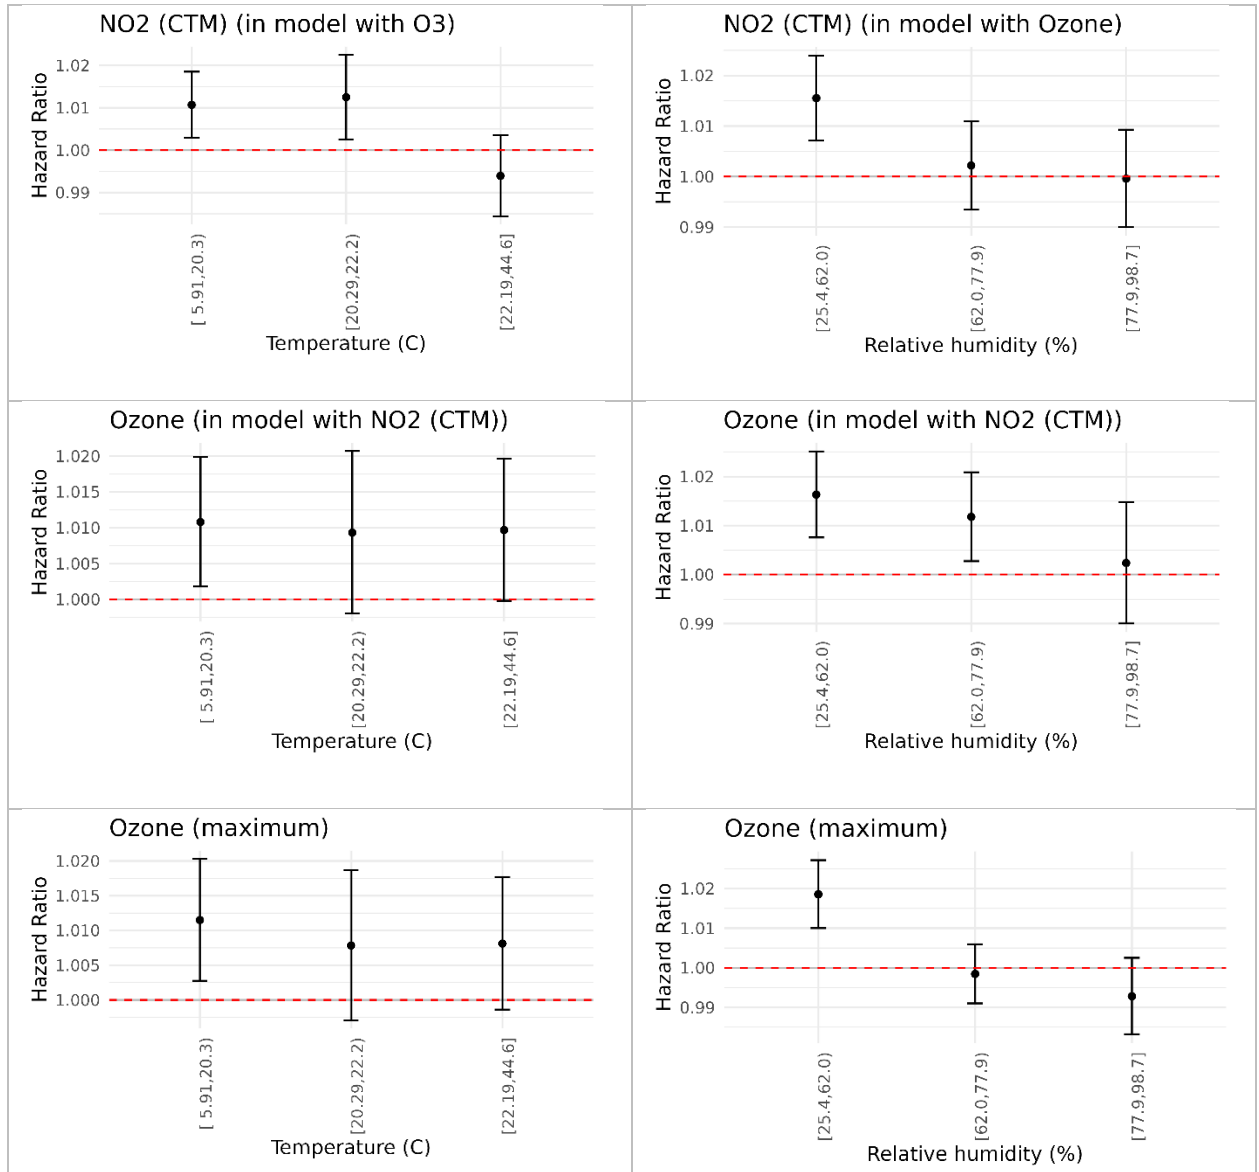 NO2 (CTM) (in model with O3)
Hazard Ratio
1.02
1.01
1.00
0.99
[ 5.91,20.3)
[20.29,22.2)
[22.19,44.6]
Temperature (C)
NO2 (CTM) (in model with Ozone)
Hazard Ratio
1.02
1.01
1.00
0.99
[25.4,62.0)
[62.0,77.9)
[77.9,98.7]
Relative humidity (%)
Ozone (in model with NO2 (CTM))
Hazard Ratio
1.020
1.015
1.010
1.005
1.000
[ 5.91,20.3)
[20.29,22.2)
[22.19,44.6]
Temperature (C)
Ozone (in model with NO2 (CTM))
Hazard Ratio
1.02
1.01
1.00
0.99
[25.4,62.0)
[62.0,77.9)
[77.9,98.7]
Relative humidity (%)
Ozone (maximum)
Hazard Ratio
1.020
1.015
1.010
1.005
1.000
[ 5.91,20.3)
[20.29,22.2)
[22.19,44.6]
Temperature (C)
Ozone (maximum)
Hazard Ratio
1.02
1.01
1.00
0.99
[25.4,62.0)
[62.0,77.9)
[77.9,98.7]
Relative humidity (%)